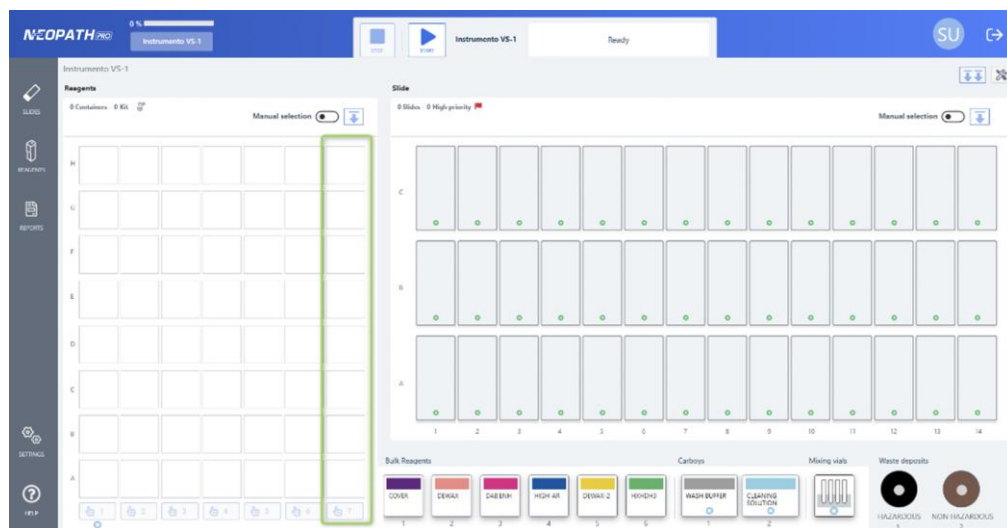 NEOPATH PRO
0 %
Instrumento VS-1
STOP
START
Instrumento VS-1
Ready
SU
Instrumento VS-1
SLIDES
REAGENTS
REPORTS
SETTINGS
HELP
Reagents
0 Containers 0 Kit
Manual selection
H
G
F
E
D
C
B
A
1 2 3 4 5 6 7
Slide
0 Slides 0 High priority
Manual selection
C
B
A
1 2 3 4 5 6 7 8 9 10 11 12 13 14
Bulk Reagents
COVER DEWAX DAB ENH HIGH AR DEWAX-2
1 2 3 4 5 6
Carboys
WASH BUFFER CLEANING SOLUTION
1 2
Mixing vials
Waste deposits
HAZARDOUS NON HAZARDOUS
1 2